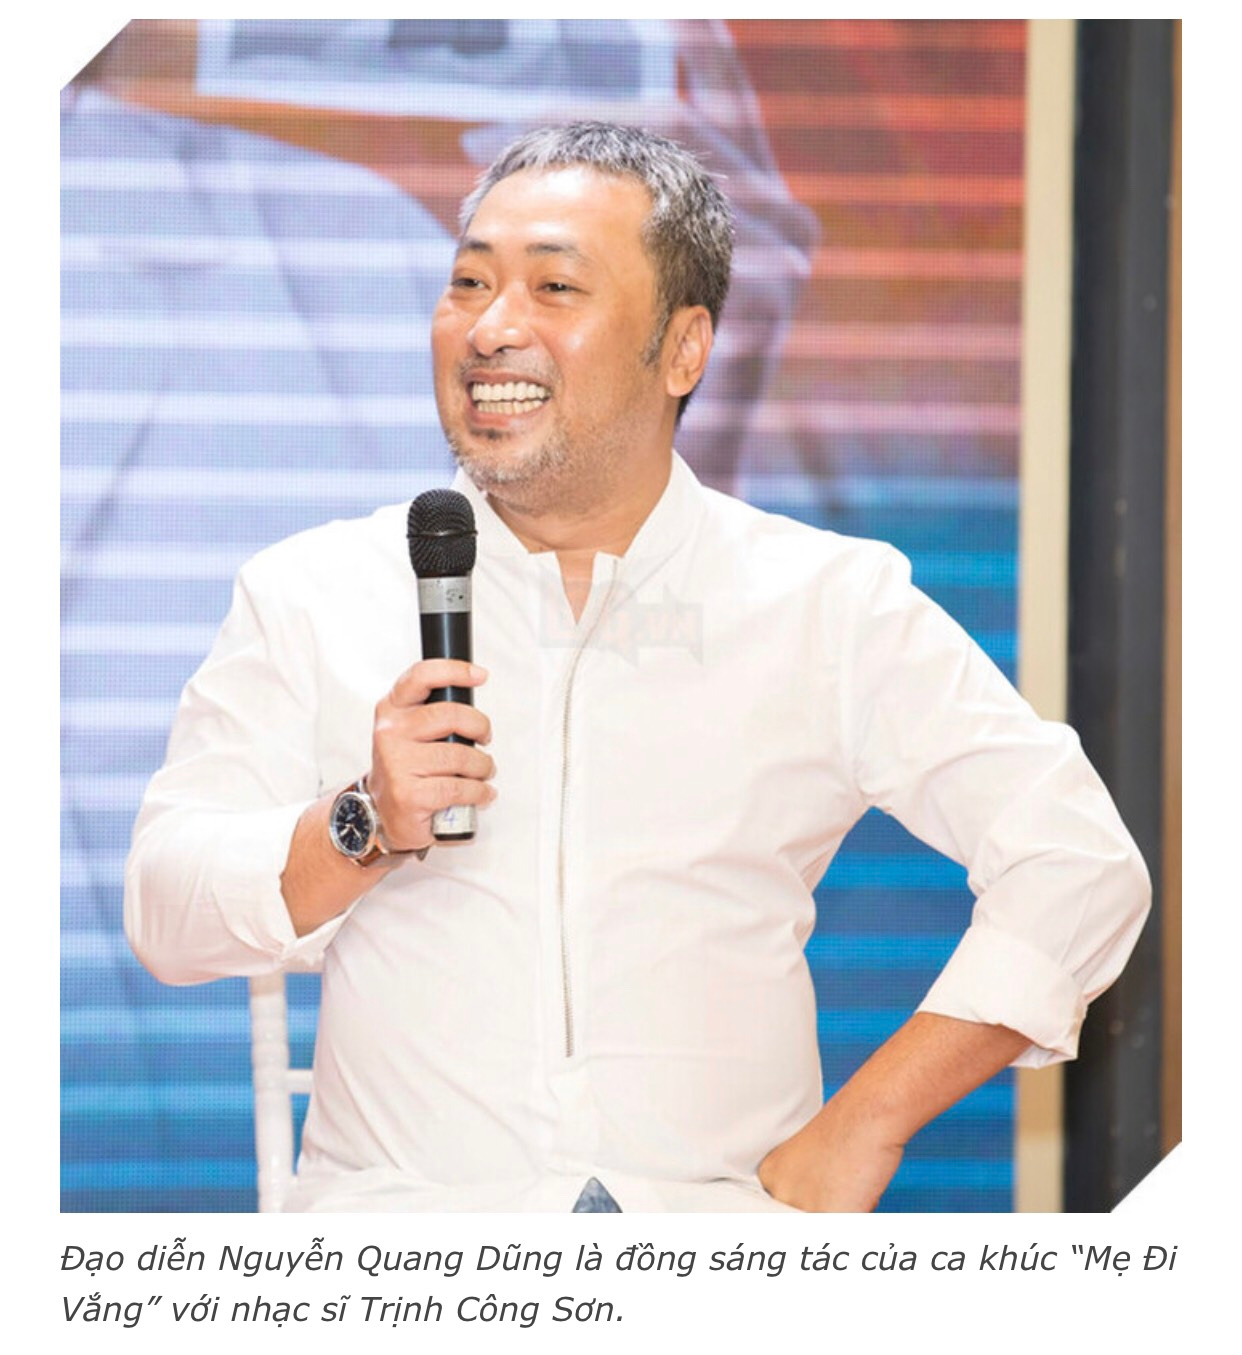 4
Đạo diễn Nguyễn Quang Dũng là đồng sáng tác của ca khúc “Mẹ Đi
Vắng” với nhạc sĩ Trịnh Công Sơn.